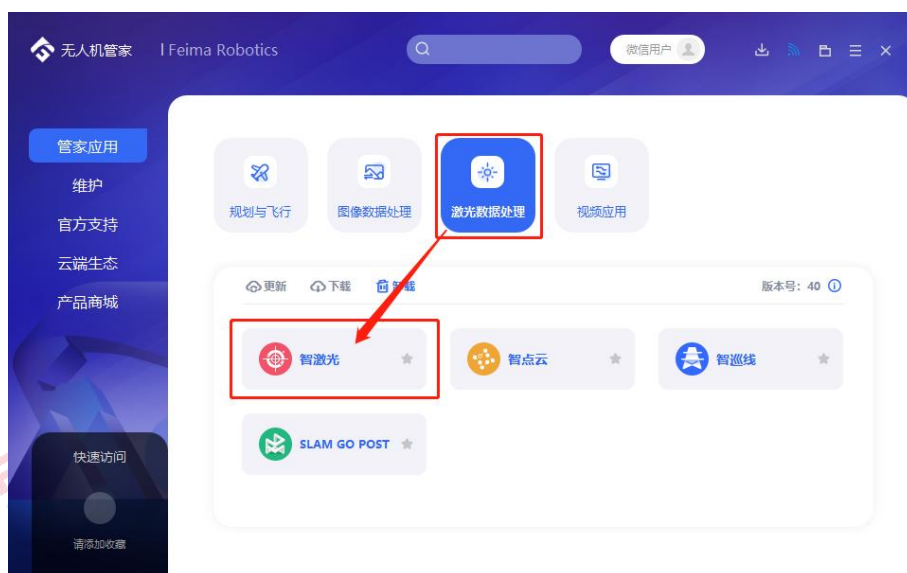 无人机管家 | Feima Robotics 微信用户
管家应用
维护
官方支持
云端生态
产品商城
规划与飞行 图像数据处理 激光数据处理 视频应用
更新 下载 卸载 版本号：40
智激光 智点云 智巡线
SLAM GO POST
快速访问
请添加收藏